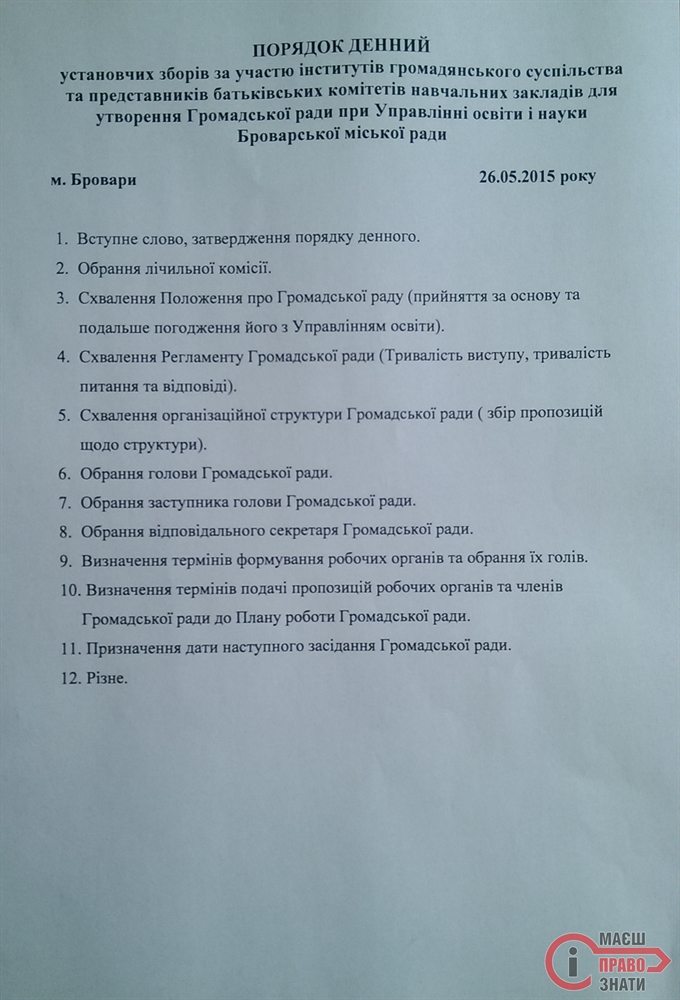 ПОРЯДОК ДЕННИЙ
установчих зборів за участю інститутів громадянського суспільства
та представників батьківських комітетів навчальних закладів для
утворення Громадської ради при Управлінні освіти і науки
Броварської міської ради
м. Бровари 26.05.2015 року
1. Вступне слово, затвердження порядку денного.
2. Обрання лічильної комісії.
3. Схвалення Положення про Громадської раду (прийняття за основу та
подальше погодження його з Управлінням освіти).
4. Схвалення Регламенту Громадської ради (Тривалість виступу, тривалість
питання та відповіді).
5. Схвалення організаційної структури Громадської ради ( збір пропозицій
щодо структури).
6. Обрання голови Громадської ради.
7. Обрання заступника голови Громадської ради.
8. Обрання відповідального секретаря Громадської ради.
9. Визначення термінів формування робочих органів та обрання їх голів.
10. Визначення термінів подачі пропозицій робочих органів та членів
Громадської ради до Плану роботи Громадської ради.
11. Призначення дати наступного засідання Громадської ради.
12. Різне.
МАЄШ
ПРАВО
ЗНАТИ